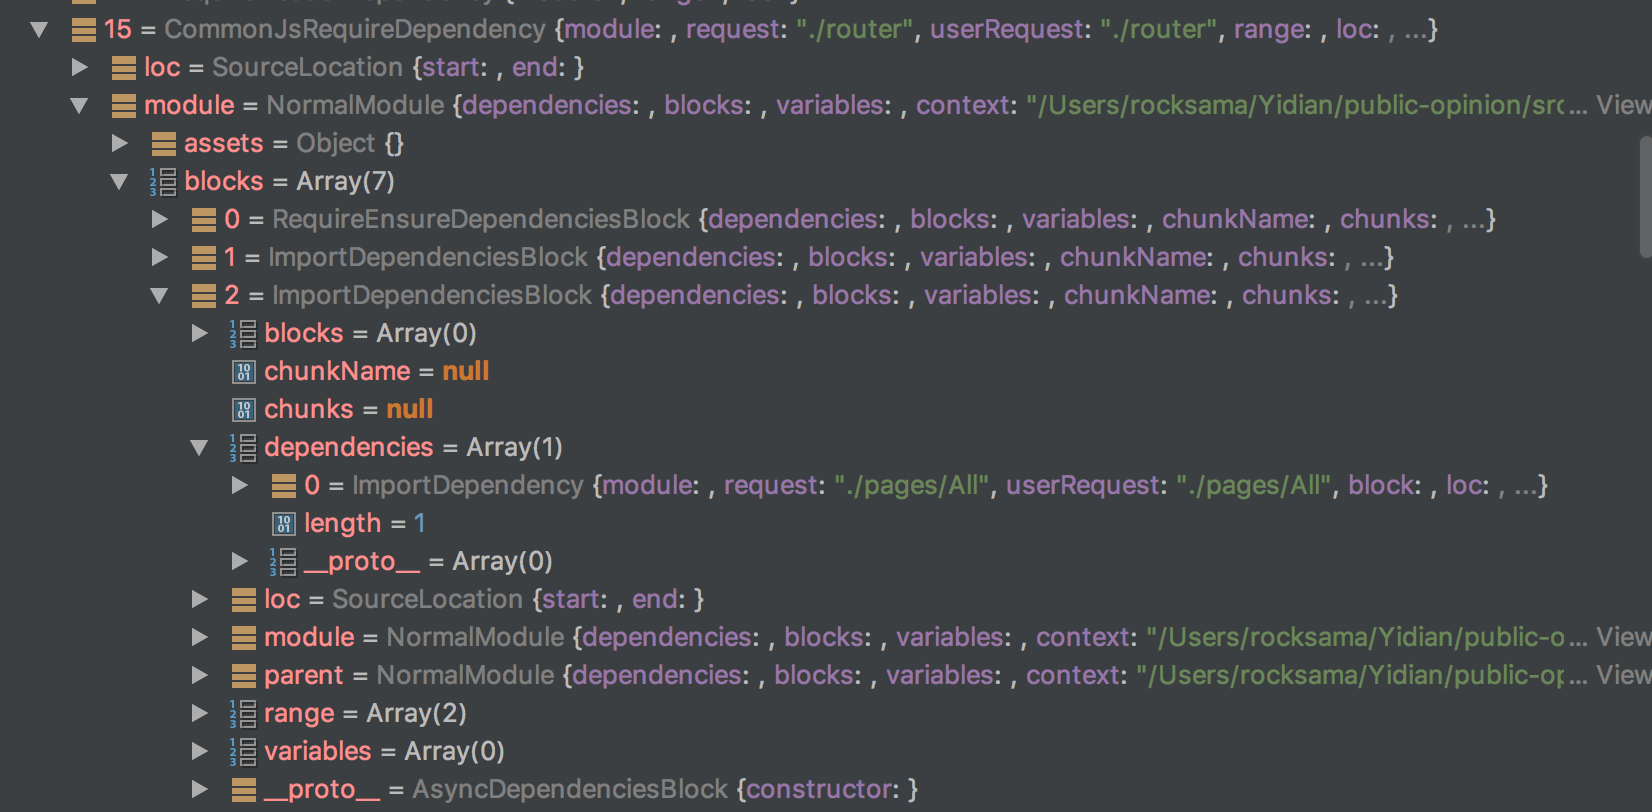 15 = CommonJsRequireDependency {module: , request: "./router", userRequest: "./router", range: , loc: , ...}
loc = SourceLocation {start: , end: }
module = NormalModule {dependencies: , blocks: , variables: , context: "/Users/rocksama/Yidian/public-opinion/src... View
assets = Object {}
blocks = Array(7)
0 = RequireEnsureDependenciesBlock {dependencies: , blocks: , variables: , chunkName: , chunks: , ...}
1 = ImportDependenciesBlock {dependencies: , blocks: , variables: , chunkName: , chunks: , ...}
2 = ImportDependenciesBlock {dependencies: , blocks: , variables: , chunkName: , chunks: , ...}
blocks = Array(0)
chunkName = null
chunks = null
dependencies = Array(1)
0 = ImportDependency {module: , request: "./pages/All", userRequest: "./pages/All", block: , loc: , ...}
length = 1
__proto__ = Array(0)
loc = SourceLocation {start: , end: }
module = NormalModule {dependencies: , blocks: , variables: , context: "/Users/rocksama/Yidian/public-o... View
parent = NormalModule {dependencies: , blocks: , variables: , context: "/Users/rocksama/Yidian/public-op... View
range = Array(2)
variables = Array(0)
__proto__ = AsyncDependenciesBlock {constructor: }